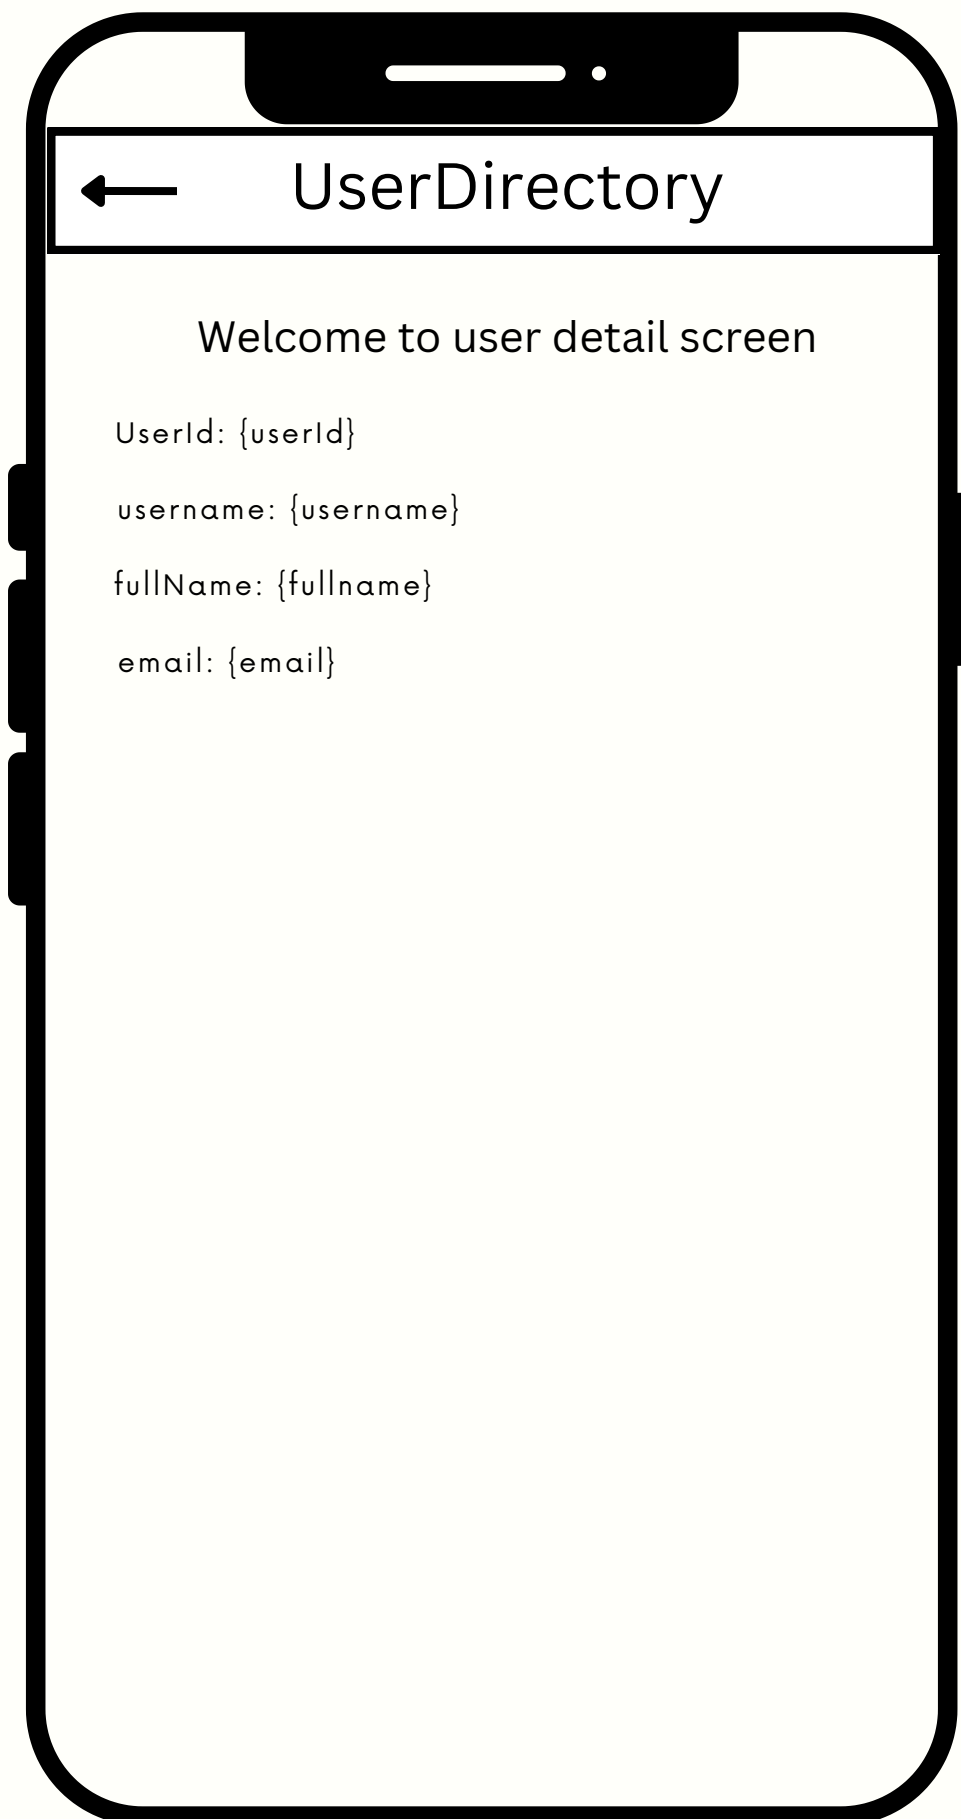 UserDirectory
Welcome to user detail screen
UserId: {userId}
username: {username}
fullName: {fullname}
email: {email}